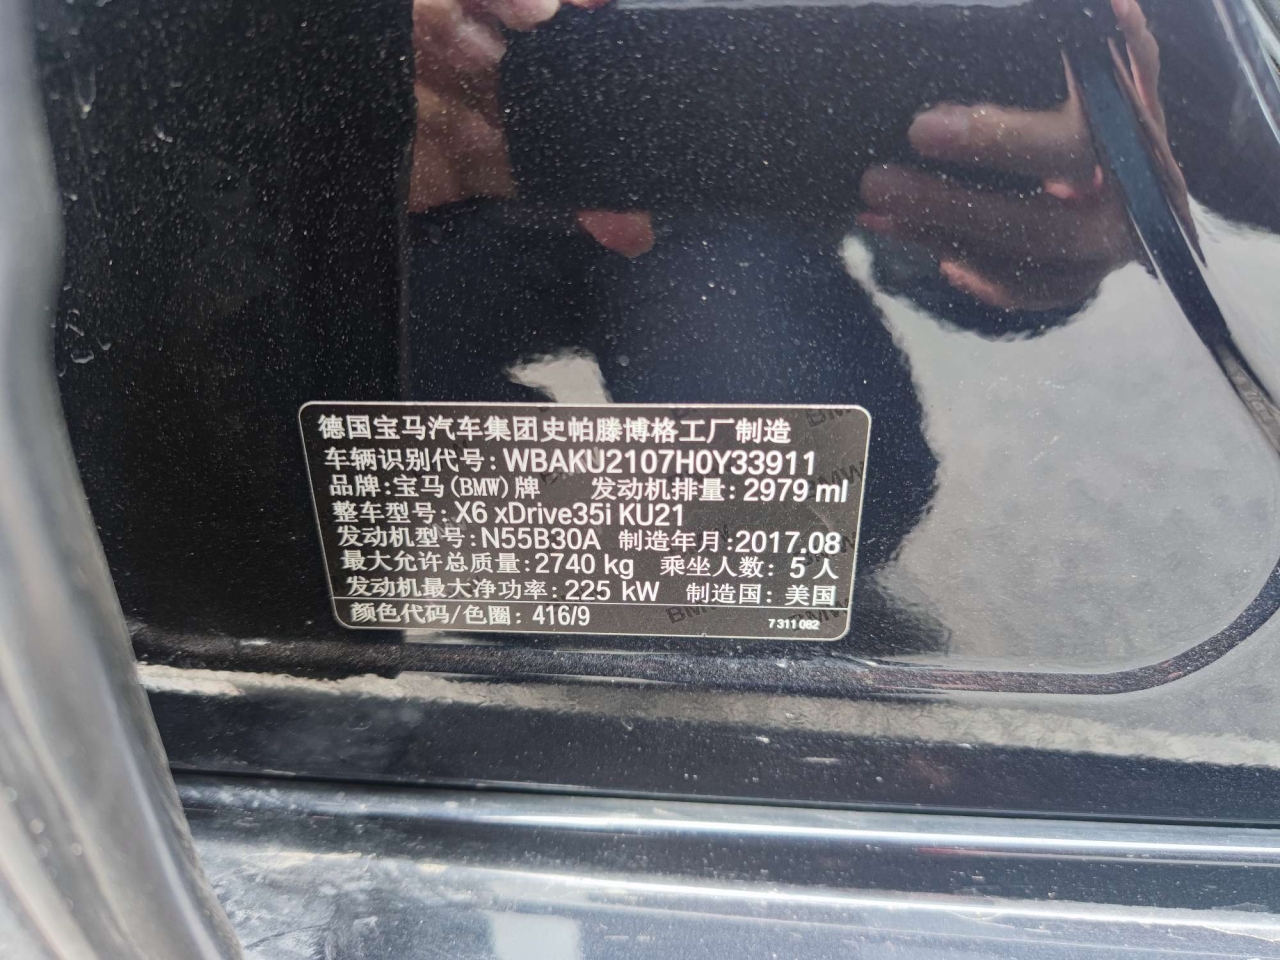 德国宝马汽车集团史帕滕博格工厂制造
车辆识别代号: WBAKU2107H0Y33911
品牌:宝马(BMW)牌 发动机排量: 2979 ml
整车型号: X6 xDrive35i KU21
发动机型号: N55B30A 制造年月:2017.08
最大允许总质量: 2740 kg 乘坐人数: 5 人
发动机最大净功率: 225 kW 制造国: 美国
颜色代码/色圈: 416/9 7 311 082